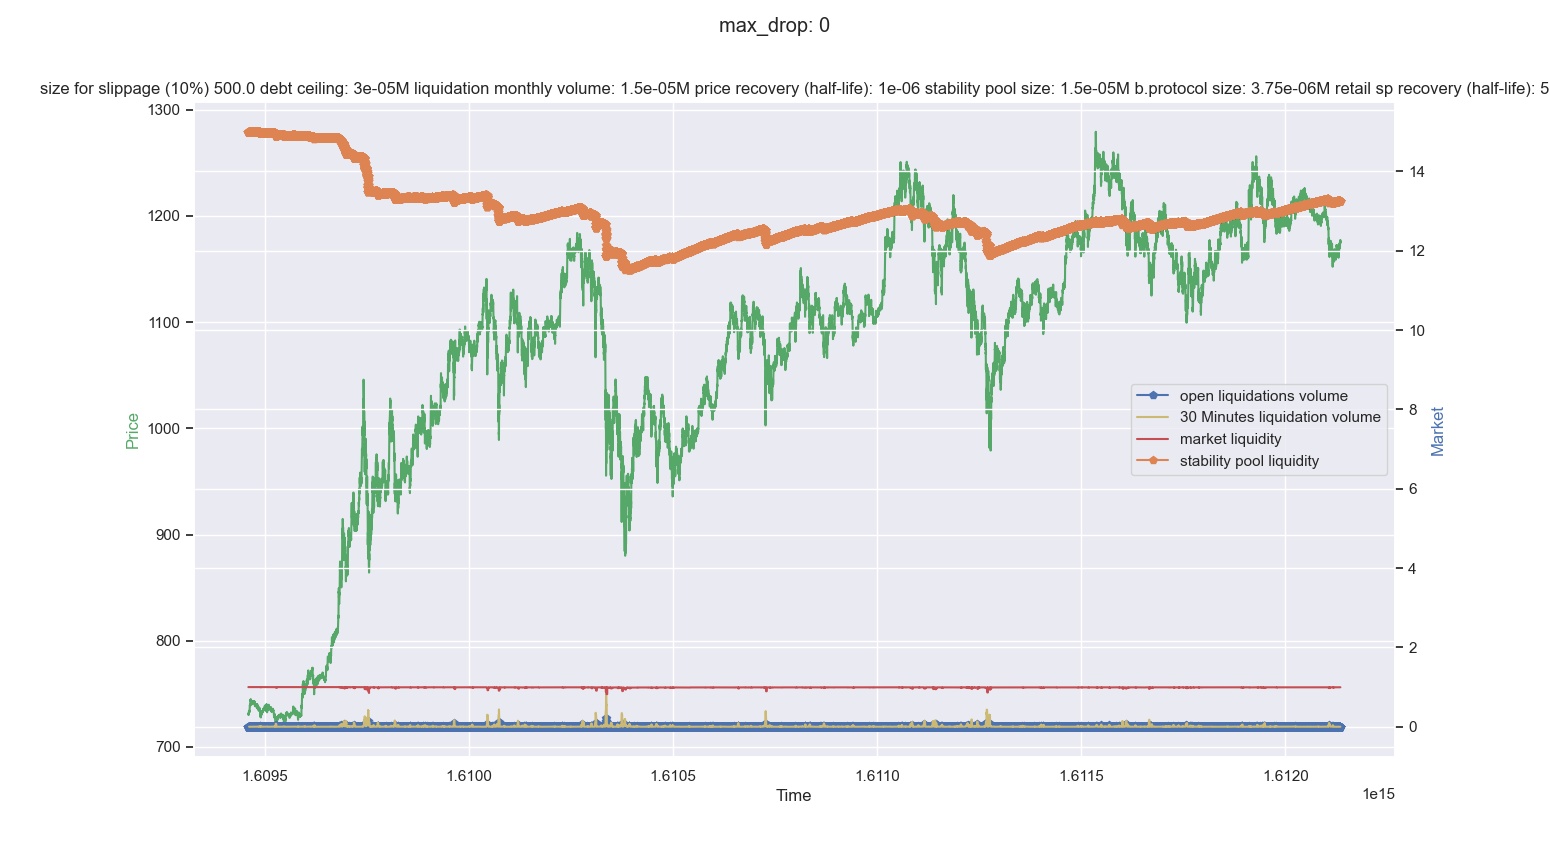 max_drop: 0
size for slippage (10%) 500.0 debt ceiling: 3e-05M liquidation monthly volume: 1.5e-05M price recovery (half-life): 1e-06 stability pool size: 1.5e-05M b.protocol size: 3.75e-06M retail sp recovery (half-life): 5
1300
1200
1100
1000
900
800
700
Price
14
12
10
8
6
4
2
0
Market
open liquidations volume
30 Minutes liquidation volume
market liquidity
stability pool liquidity
1.6095 1.6100 1.6105 1.6110 1.6115 1.6120
Time
1e15